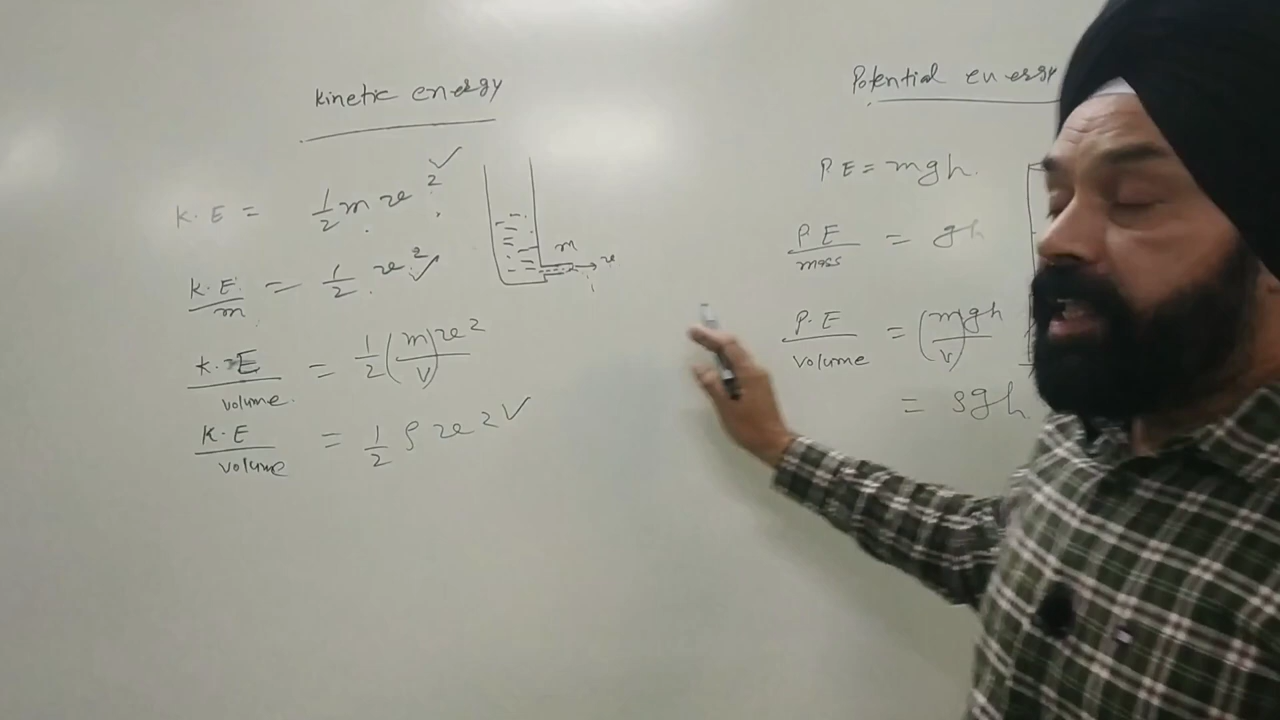 Kinetic energy
K.E = 1/2 m v²
K.E/m = 1/2 v²
K.E/volume = 1/2 (m/v) v²
K.E/volume = 1/2 ρ v²
m
v
Potential energy
P E = mgh.
P E/mass = gh
P.E/volume = (m/v) gh
= ρgh